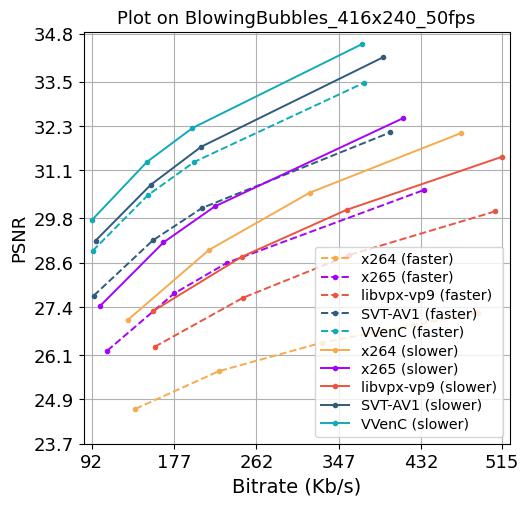 Plot on BlowingBubbles_416x240_50fps
34.8
33.5
32.3
31.1
29.8
28.6
27.4
26.1
24.9
23.7
PSNR
x264 (faster)
x265 (faster)
libvpx-vp9 (faster)
SVT-AV1 (faster)
VVenC (faster)
x264 (slower)
x265 (slower)
libvpx-vp9 (slower)
SVT-AV1 (slower)
VVenC (slower)
92 177 262 347 432 515
Bitrate (Kb/s)